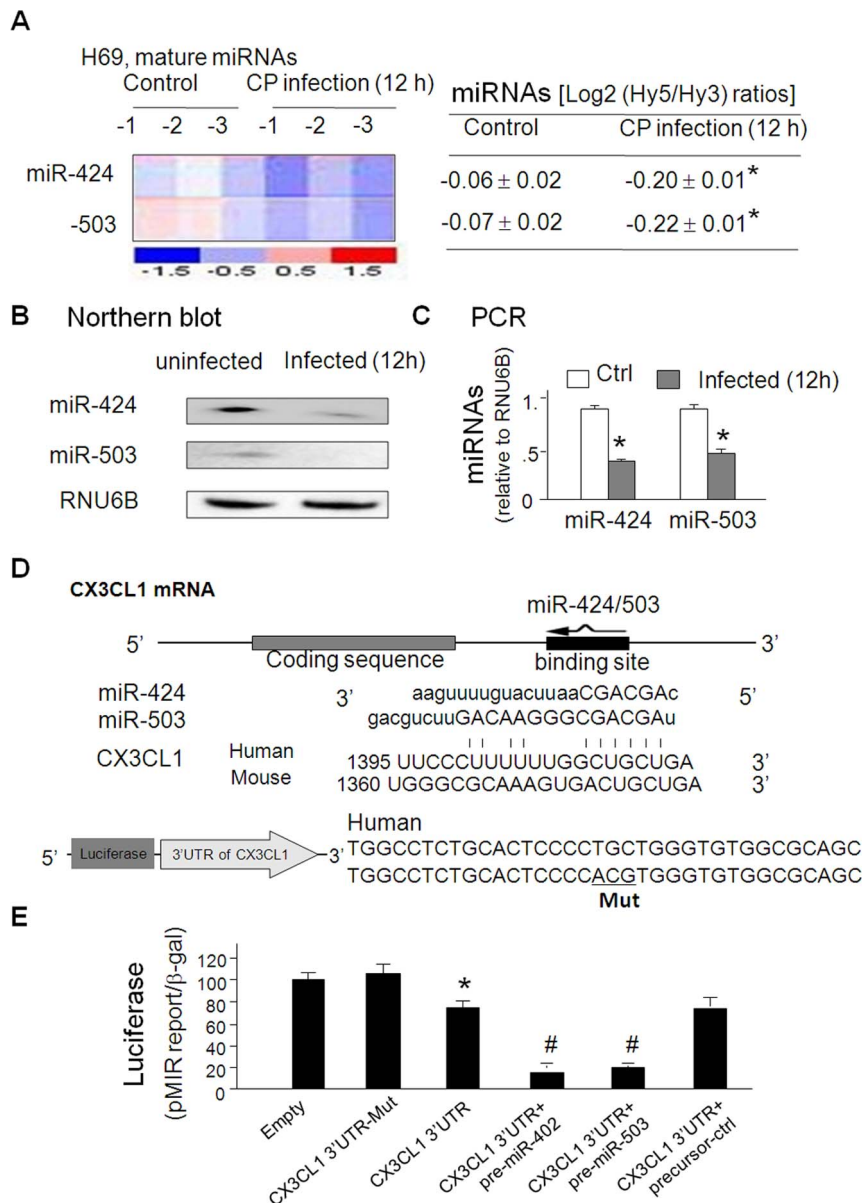 A
H69, mature miRNAs
Control CP infection (12 h)
-1 -2 -3 -1 -2 -3
miR-424
-503
-1.5 -0.5 0.5 1.5
miRNAs [Log2 (Hy5/Hy3) ratios]
Control CP infection (12 h)
-0.06 ± 0.02 -0.20 ± 0.01*
-0.07 ± 0.02 -0.22 ± 0.01*
B Northern blot
uninfected Infected (12h)
miR-424
miR-503
RNU6B
C PCR
Ctrl Infected (12h)
miRNAs
(relative to RNU6B)
1.
.5
0
* *
miR-424 miR-503
D
CX3CL1 mRNA
miR-424/503
5’ 3’
Coding sequence binding site
miR-424 3’ aaguuuuguacuuaaCGACGAc 5’
miR-503 gacgucuuGACAAGGGCGACGAu
CX3CL1 Human 1395 UUCCCUUUUUUGGCUGCUGA 3’
Mouse 1360 UGGGCGCAAAGUGACUGCUGA 3’
Human
5’ Luciferase 3’UTR of CX3CL1 3’ TGGCCTCTGCACTCCCCTGCTGGGTGTGGCGCAGC
TGGCCTCTGCACTCCCCACGTGGGTGTGGCGCAGC
Mut
E
Luciferase
(pMIR report/β-gal)
120
100
80
60
40
20
0
* # #
Empty
CX3CL1 3’UTR-Mut
CX3CL1 3’UTR
CX3CL1 3’UTR+
pre-miR-402
CX3CL1 3’UTR+
pre-miR-503
CX3CL1 3’UTR+
precursor-ctrl